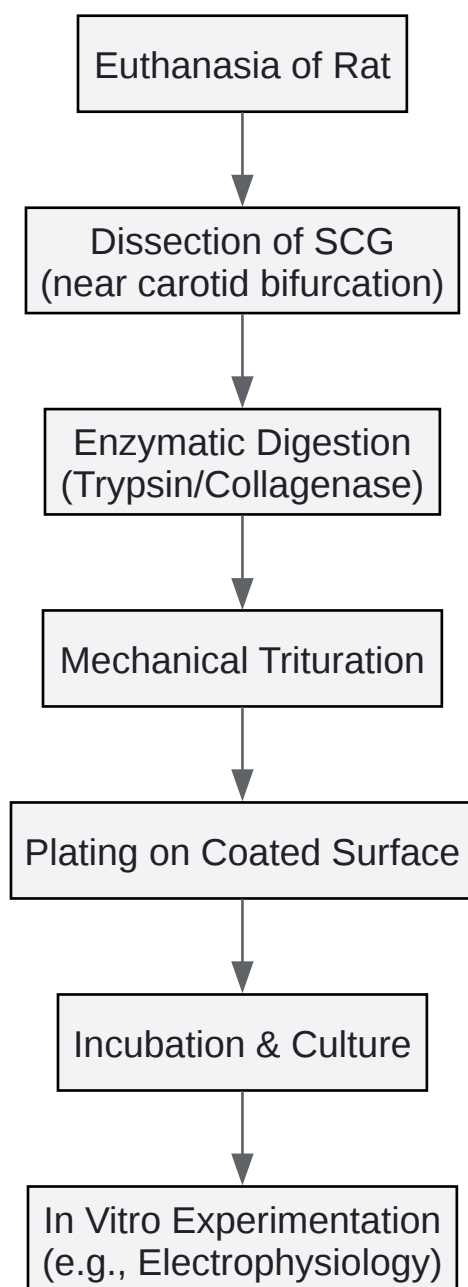 Euthanasia of Rat
Dissection of SCG
(near carotid bifurcation)
Enzymatic Digestion
(Trypsin/Collagenase)
Mechanical Trituration
Plating on Coated Surface
Incubation & Culture
In Vitro Experimentation
(e.g., Electrophysiology)